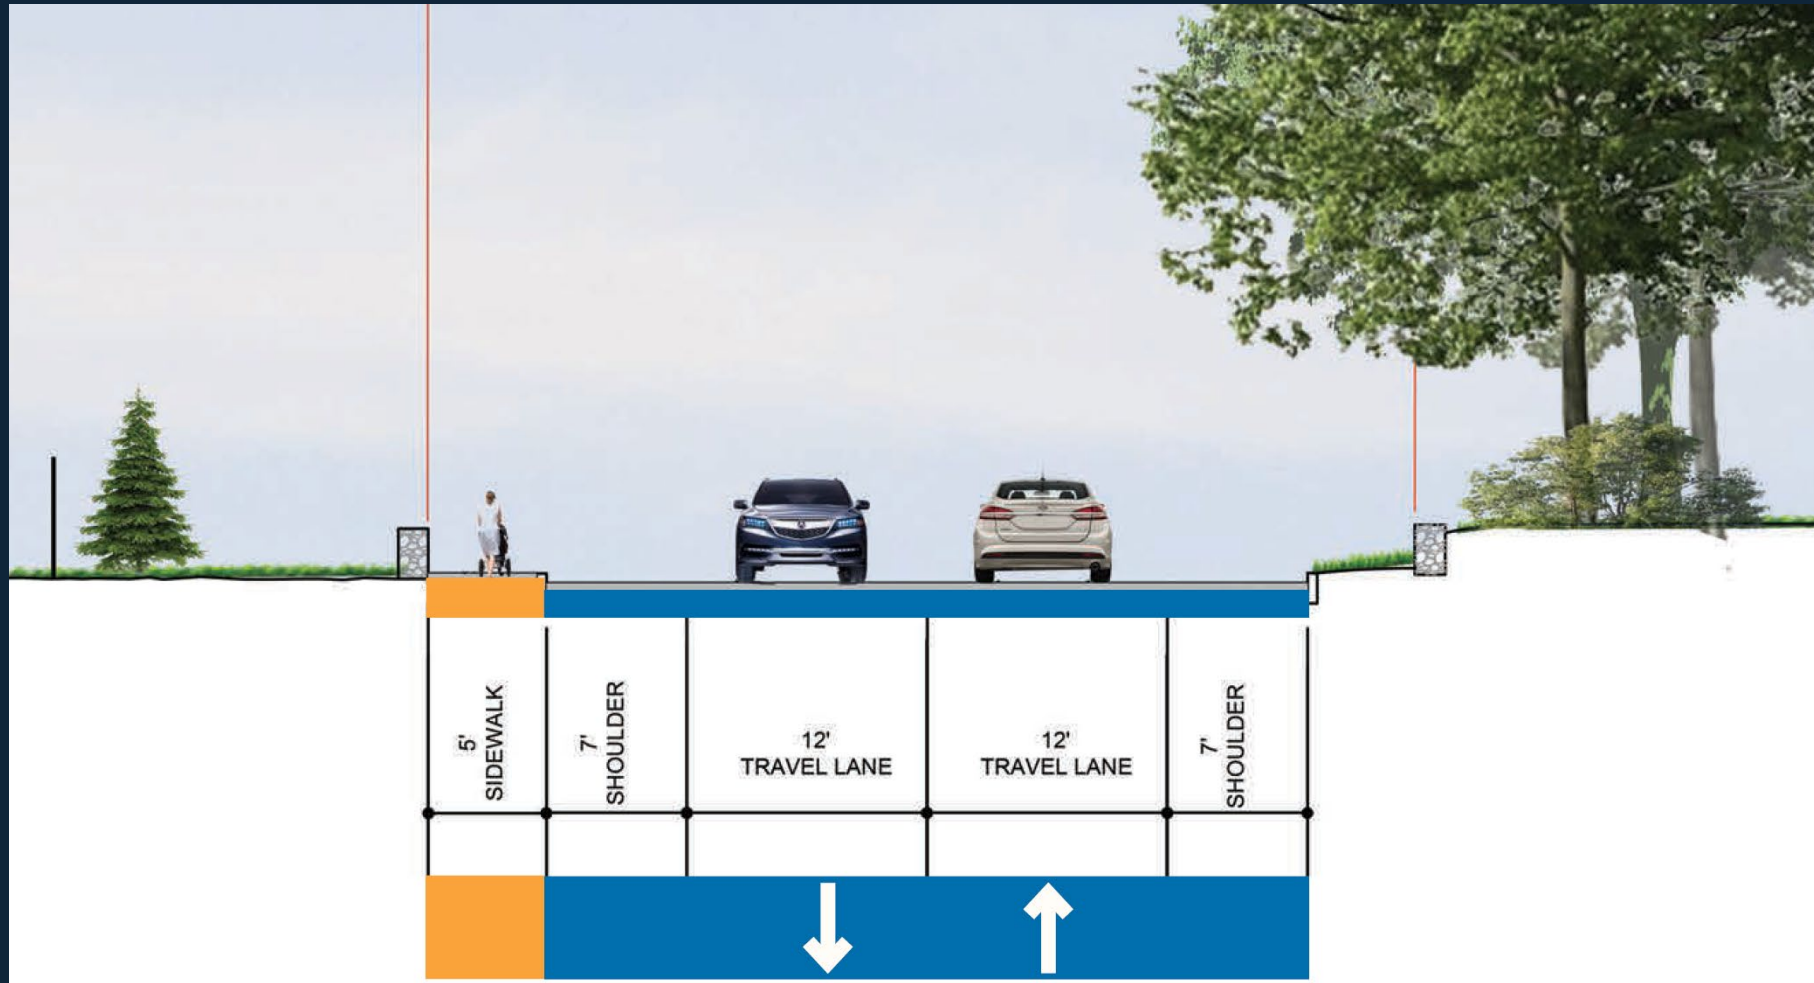 5'
SIDEWALK
7'
SHOULDER
12'
TRAVEL LANE
12'
TRAVEL LANE
7'
SHOULDER